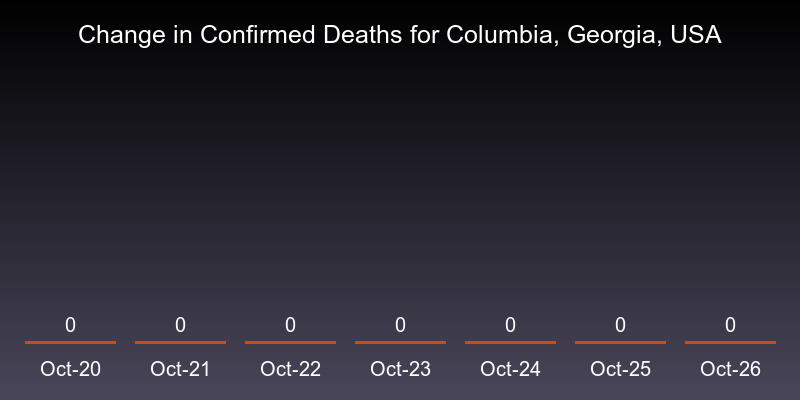 Change in Confirmed Deaths for Columbia, Georgia, USA
0 0 0 0 0 0 0
Oct-20 Oct-21 Oct-22 Oct-23 Oct-24 Oct-25 Oct-26